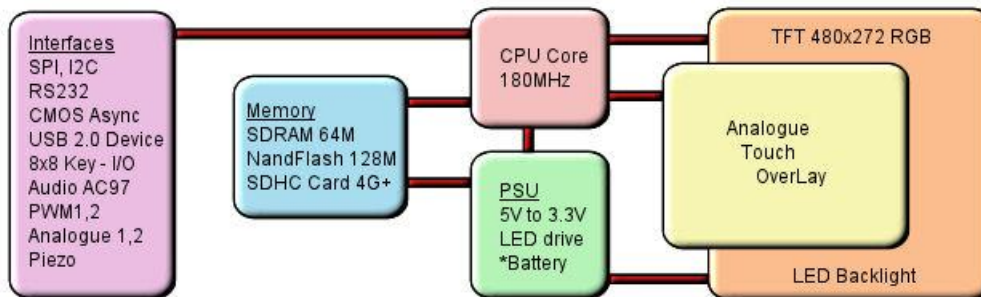 Interfaces
SPI, I2C
RS232
CMOS Async
USB 2.0 Device
8x8 Key - I/O
Audio AC97
PWM1,2
Analogue 1,2
Piezo
Memory
SDRAM 64M
NandFlash 128M
SDHC Card 4G+
CPU Core
180MHz
PSU
5V to 3.3V
LED drive
*Battery
TFT 480x272 RGB
Analogue
Touch
OverLay
LED Backlight